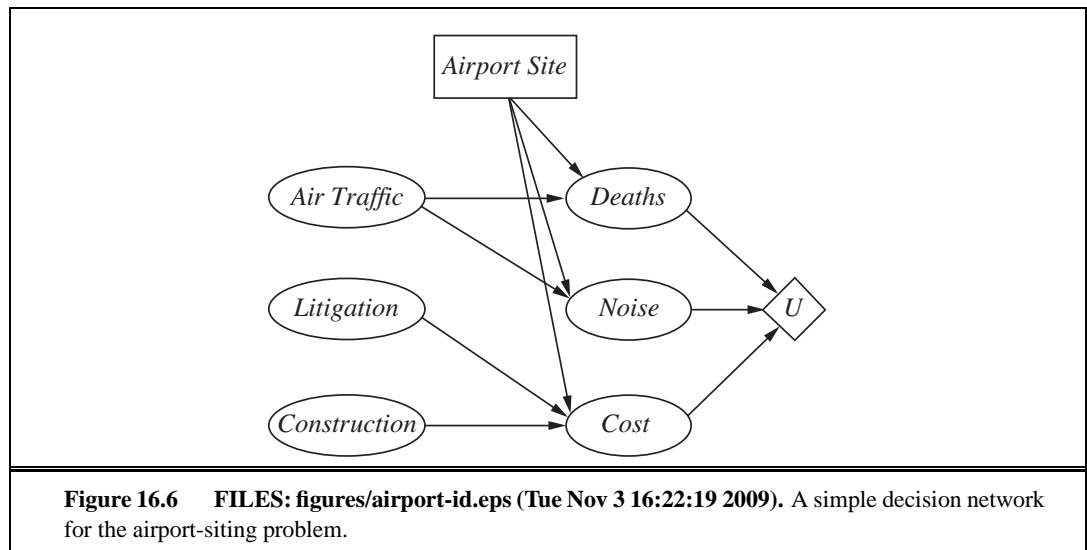 Airport Site
Air Traffic
Deaths
Litigation
Noise
U
Construction
Cost
Figure 16.6 FILES: figures/airport-id.eps (Tue Nov 3 16:22:19 2009). A simple decision network
for the airport-siting problem.